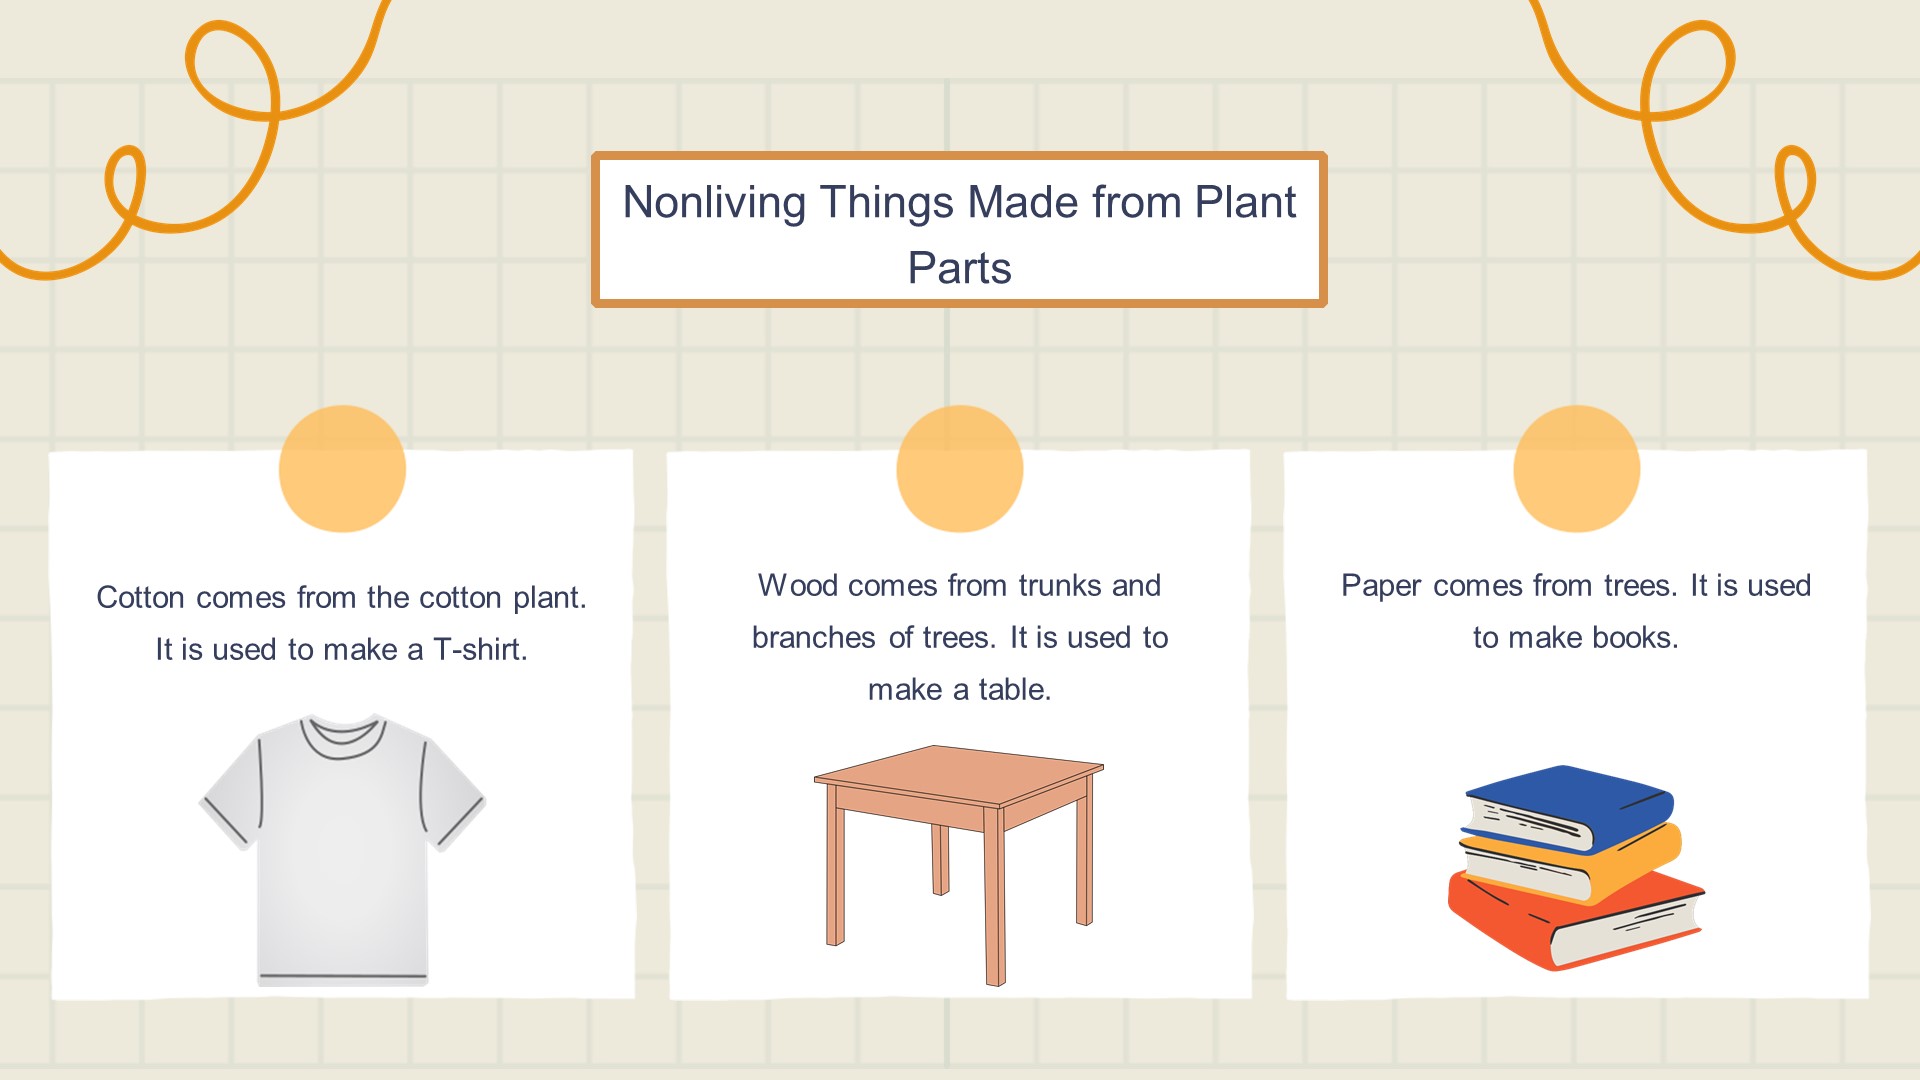 Nonliving Things Made from Plant
Parts
Cotton comes from the cotton plant.
It is used to make a T-shirt.
Wood comes from trunks and
branches of trees. It is used to
make a table.
Paper comes from trees. It is used
to make books.